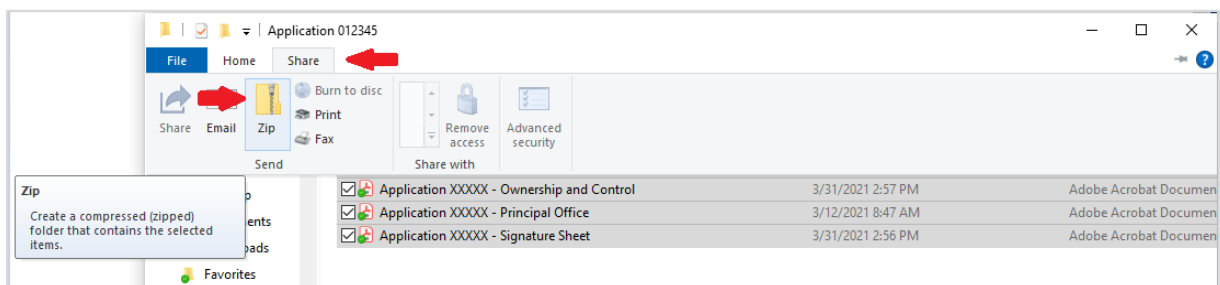 Application 012345
File Home Share
Burn to disc
Print
Fax
Share Email Zip
Remove access
Advanced security
Send Share with
Application XXXXX - Ownership and Control 3/31/2021 2:57 PM Adobe Acrobat Documen
Application XXXXX - Principal Office 3/12/2021 8:47 AM Adobe Acrobat Documen
Application XXXXX - Signature Sheet 3/31/2021 2:56 PM Adobe Acrobat Documen
Zip
Create a compressed (zipped)
folder that contains the selected
items.
ents
oads
Favorites